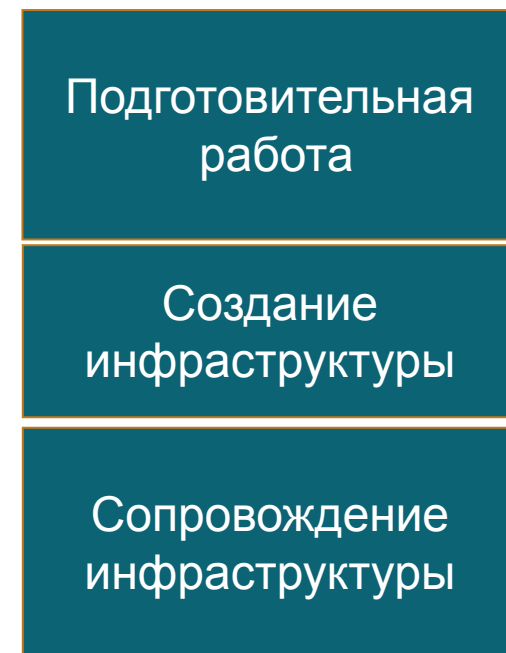 Подготовительная
работа
Создание
инфраструктуры
Сопровождение
инфраструктуры